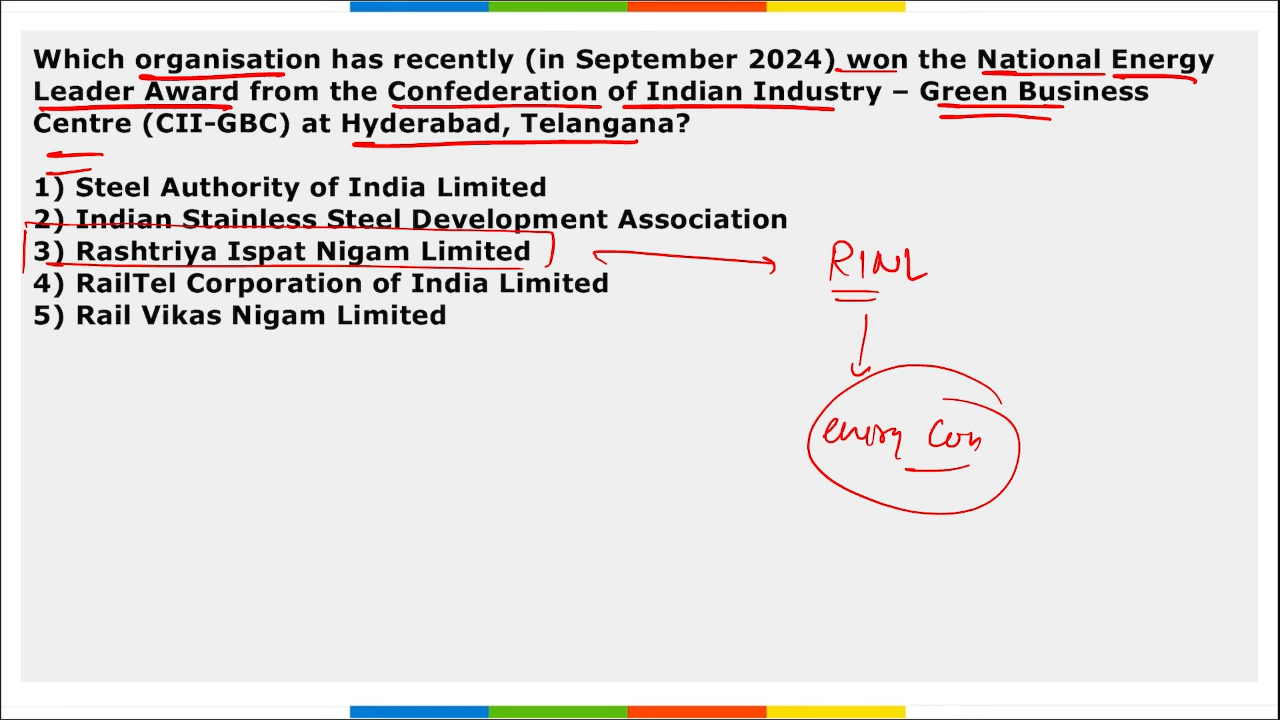 Which organisation has recently (in September 2024) won the National Energy
Leader Award from the Confederation of Indian Industry – Green Business
Centre (CII-GBC) at Hyderabad, Telangana?
1) Steel Authority of India Limited
2) Indian Stainless Steel Development Association
3) Rashtriya Ispat Nigam Limited
4) RailTel Corporation of India Limited
5) Rail Vikas Nigam Limited
RINL
energy Con